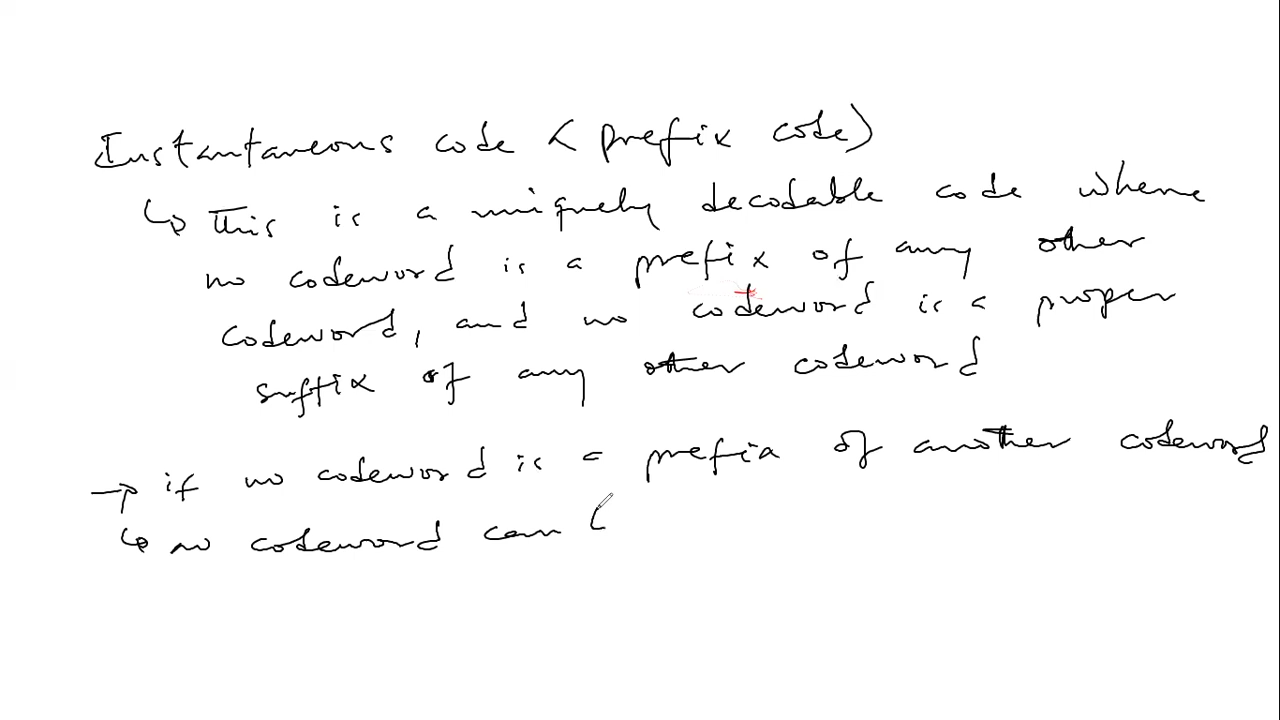 Instantaneous code < prefix code)
↳ This is a uniquely decodable code where
no codeword is a prefix of any other
codeword, and no codeword is a proper
suffix of any other codeword
→ if no codeword is a prefix of another codeword
↳ no codeword can